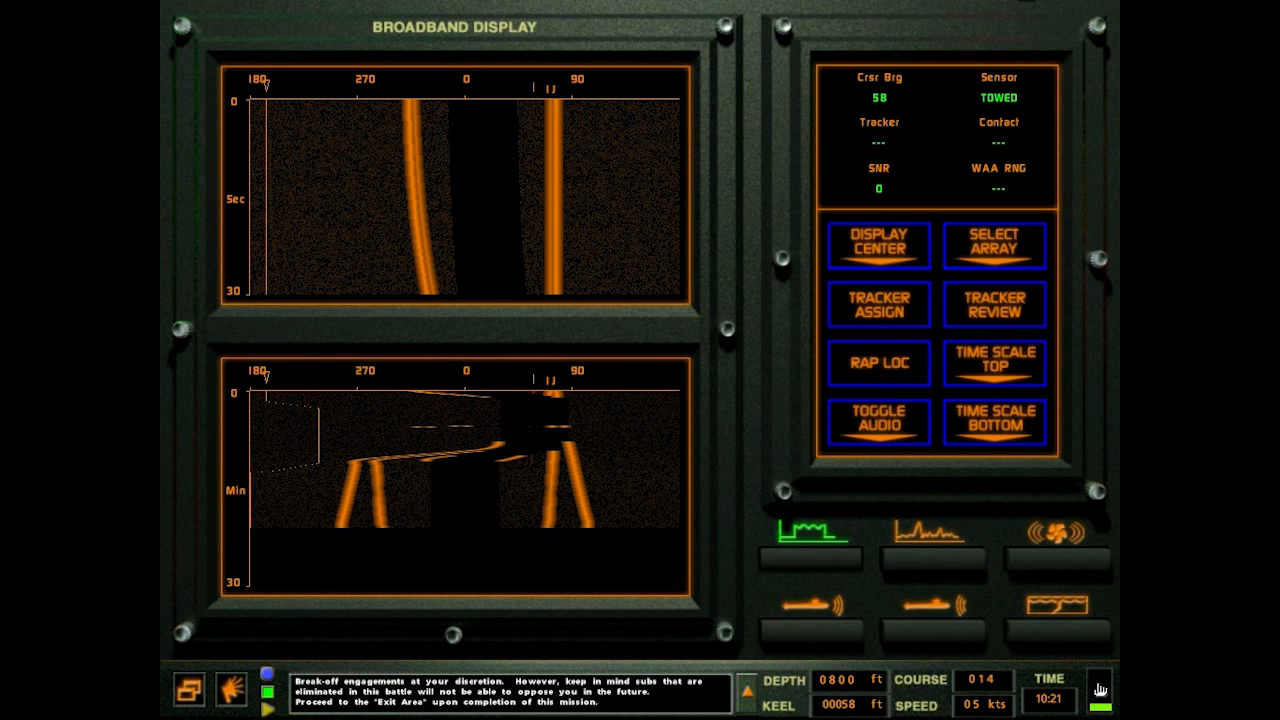 BROADBAND DISPLAY
180 270 0 90
0
Sec
30
180 270 0 90
0
Min
30
Crsr Brg Sensor
58 TOWED
Tracker Contact
--- ---
SNR WAA RNG
0 ---
DISPLAY CENTER
SELECT ARRAY
TRACKER ASSIGN
TRACKER REVIEW
RAP LOC
TIME SCALE TOP
TOGGLE AUDIO
TIME SCALE BOTTOM
Break-off engagements at your discretion. However, keep in mind subs that are
eliminated in this battle will not be able to oppose you in the future.
Proceed to the "Exit Area" upon completion of this mission.
DEPTH 0800 ft COURSE 014 TIME
KEEL 00058 ft SPEED 05 kts 10:21